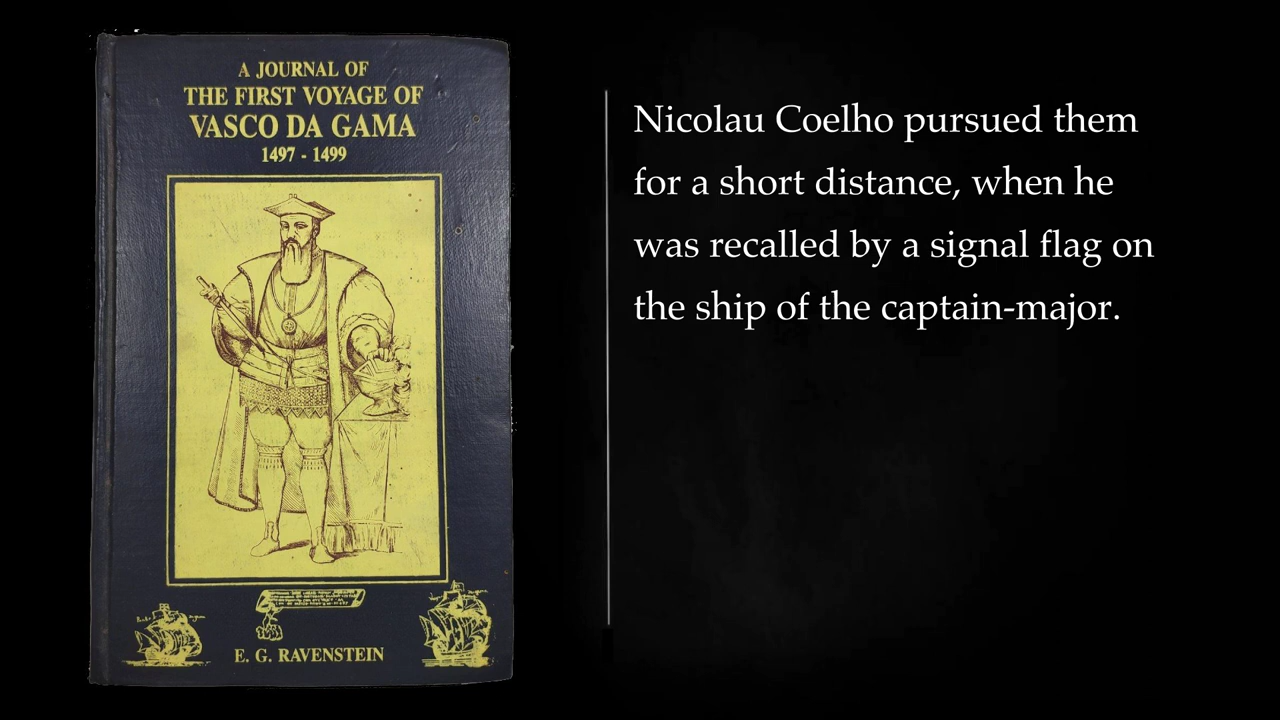 A JOURNAL OF
THE FIRST VOYAGE OF
VASCO DA GAMA
1497 - 1499
E. G. RAVENSTEIN
Nicolau Coelho pursued them
for a short distance, when he
was recalled by a signal flag on
the ship of the captain-major.